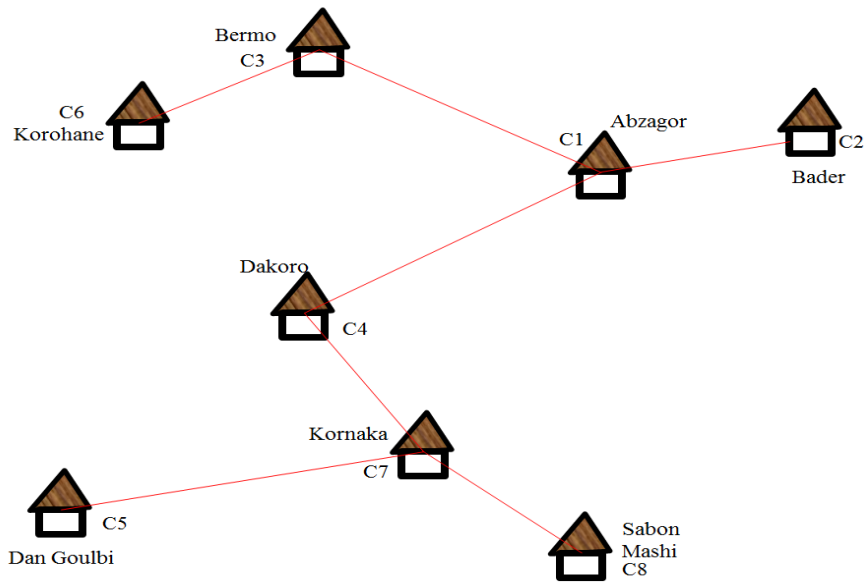 Bermo
C3
C6
Korohane
Abzagor
C1
C2
Bader
Dakoro
C4
Kornaka
C7
C5
Dan Goulbi
Sabon
Mashi
C8